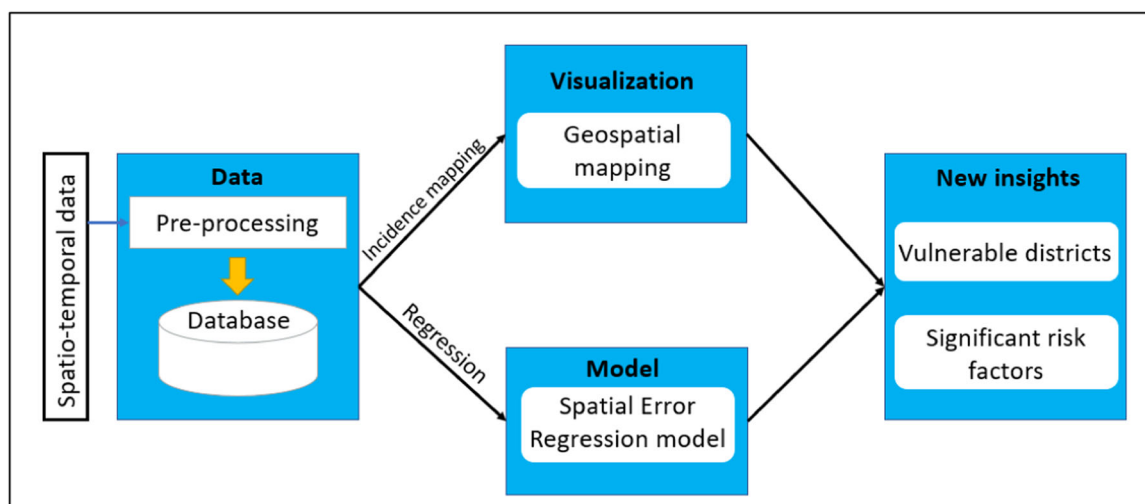 Spatio-temporal data
Data
Pre-processing
Database
Incidence mapping
Regression
Visualization
Geospatial
mapping
Model
Spatial Error
Regression model
New insights
Vulnerable districts
Significant risk
factors